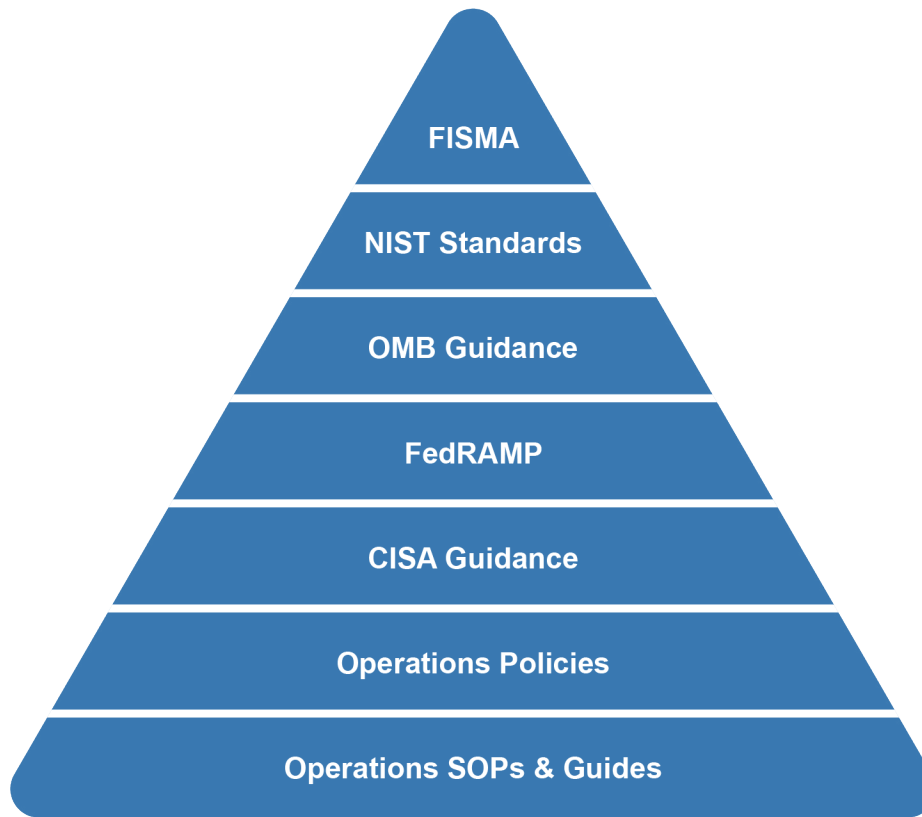 FISMA
NIST Standards
OMB Guidance
FedRAMP
CISA Guidance
Operations Policies
Operations SOPs & Guides